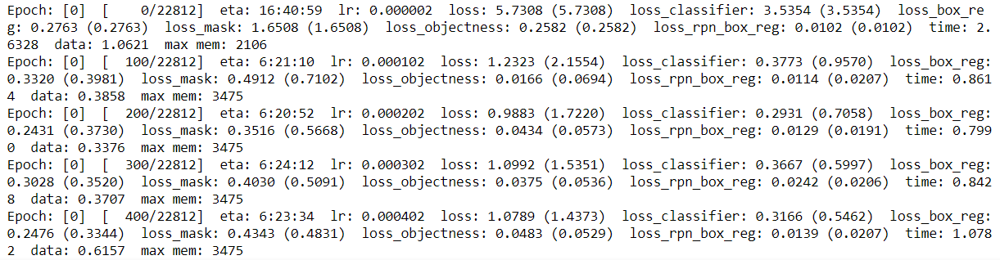 Epoch: [0]  [    0/22812]  eta: 16:40:59  lr: 0.000002  loss: 5.7308 (5.7308)  loss_classifier: 3.5354 (3.5354)  loss_box_re
g: 0.2763 (0.2763)  loss_mask: 1.6508 (1.6508)  loss_objectness: 0.2582 (0.2582)  loss_rpn_box_reg: 0.0102 (0.0102)  time: 2.
6328  data: 1.0621  max mem: 2106
Epoch: [0]  [  100/22812]  eta: 6:21:10  lr: 0.000102  loss: 1.2323 (2.1554)  loss_classifier: 0.3773 (0.9570)  loss_box_reg:
0.3320 (0.3981)  loss_mask: 0.4912 (0.7102)  loss_objectness: 0.0166 (0.0694)  loss_rpn_box_reg: 0.0114 (0.0207)  time: 0.861
4  data: 0.3858  max mem: 3475
Epoch: [0]  [  200/22812]  eta: 6:20:52  lr: 0.000202  loss: 0.9883 (1.7220)  loss_classifier: 0.2931 (0.7058)  loss_box_reg:
0.2431 (0.3730)  loss_mask: 0.3516 (0.5668)  loss_objectness: 0.0434 (0.0573)  loss_rpn_box_reg: 0.0129 (0.0191)  time: 0.799
0  data: 0.3376  max mem: 3475
Epoch: [0]  [  300/22812]  eta: 6:24:12  lr: 0.000302  loss: 1.0992 (1.5351)  loss_classifier: 0.3667 (0.5997)  loss_box_reg:
0.3028 (0.3520)  loss_mask: 0.4030 (0.5091)  loss_objectness: 0.0375 (0.0536)  loss_rpn_box_reg: 0.0242 (0.0206)  time: 0.842
8  data: 0.3707  max mem: 3475
Epoch: [0]  [  400/22812]  eta: 6:23:34  lr: 0.000402  loss: 1.0789 (1.4373)  loss_classifier: 0.3166 (0.5462)  loss_box_reg:
0.2476 (0.3344)  loss_mask: 0.4343 (0.4831)  loss_objectness: 0.0483 (0.0529)  loss_rpn_box_reg: 0.0139 (0.0207)  time: 1.078
2  data: 0.6157  max mem: 3475